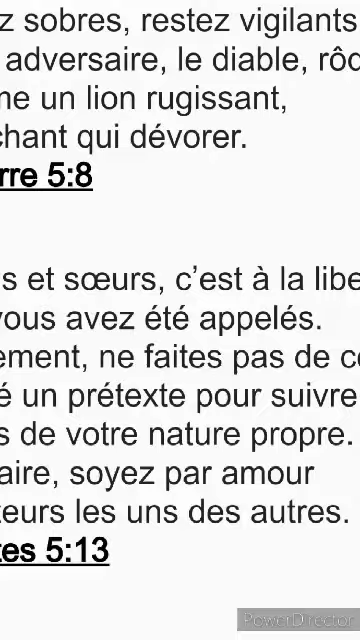 z sobres, restez vigilants
adversaire, le diable, rôd
me un lion rugissant,
chant qui dévorer.
rre 5:8
s et sœurs, c’est à la libe
vous avez été appelés.
ement, ne faites pas de ce
é un prétexte pour suivre
s de votre nature propre.
aire, soyez par amour
teurs les uns des autres.
tes 5:13
PowerDirector